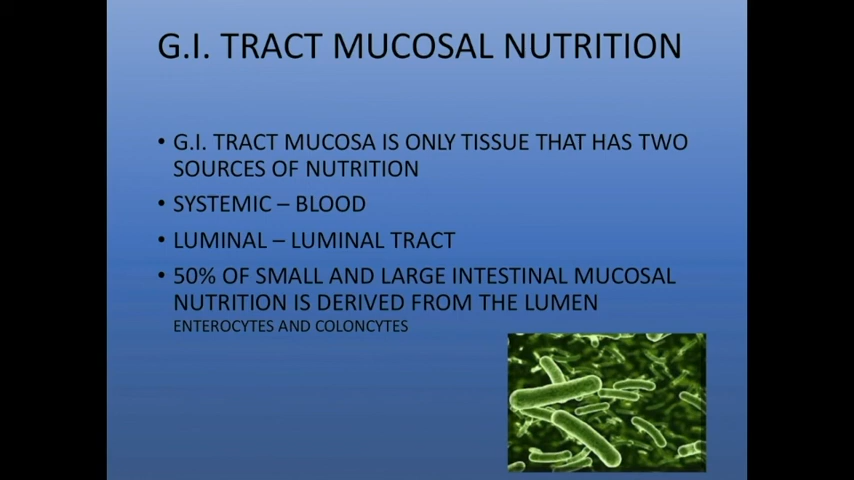 G.I. TRACT MUCOSAL NUTRITION
• G.I. TRACT MUCOSA IS ONLY TISSUE THAT HAS TWO
SOURCES OF NUTRITION
• SYSTEMIC – BLOOD
• LUMINAL – LUMINAL TRACT
• 50% OF SMALL AND LARGE INTESTINAL MUCOSAL
NUTRITION IS DERIVED FROM THE LUMEN
ENTEROCYTES AND COLONCYTES